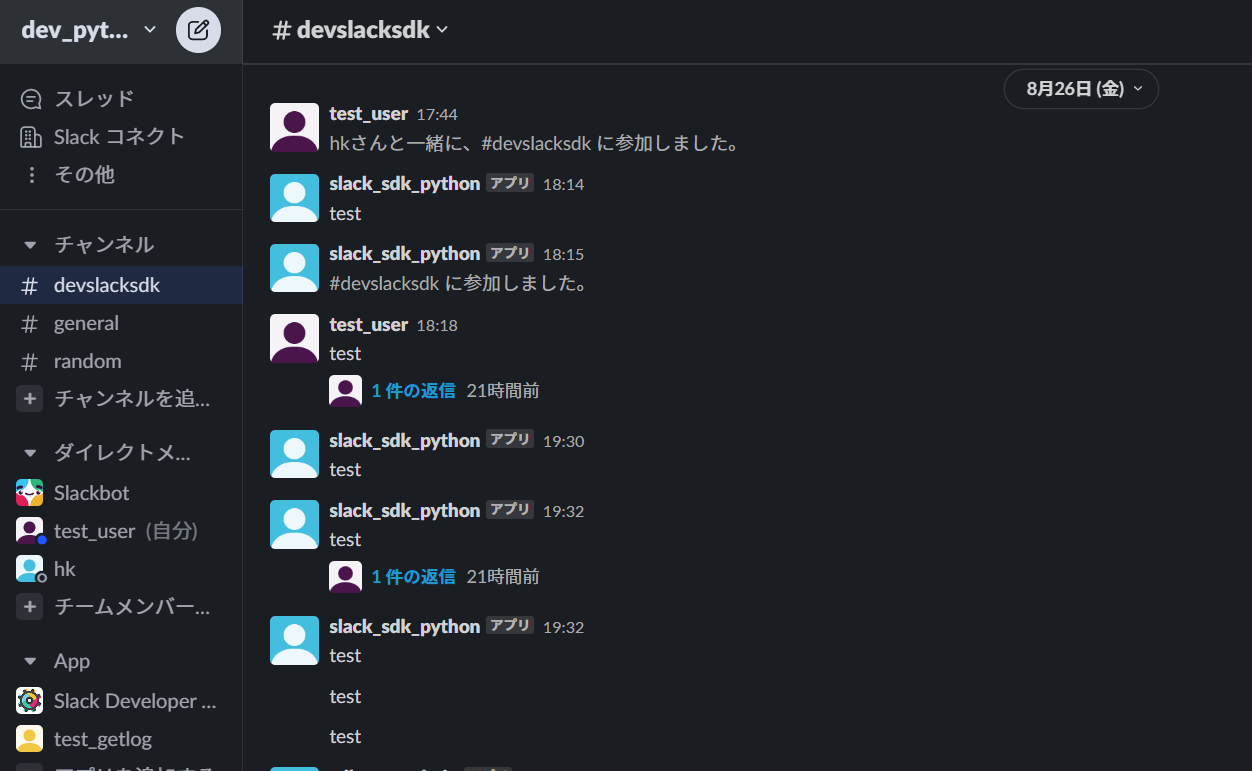 dev_pyt...
スレッド
Slack コネクト
その他
チャンネル
# devslacksdk
# general
# random
+ チャンネルを追...
ダイレクトメ...
Slackbot
test_user (自分)
hk
+ チームメンバー...
App
Slack Developer ...
test_getlog
# devslacksdk
8月26日 (金)
test_user 17:44
hkさんと一緒に、#devslacksdk に参加しました。
slack_sdk_python アプリ 18:14
test
slack_sdk_python アプリ 18:15
#devslacksdk に参加しました。
test_user 18:18
test
1 件の返信 21時間前
slack_sdk_python アプリ 19:30
test
slack_sdk_python アプリ 19:32
test
1 件の返信 21時間前
slack_sdk_python アプリ 19:32
test
test
test